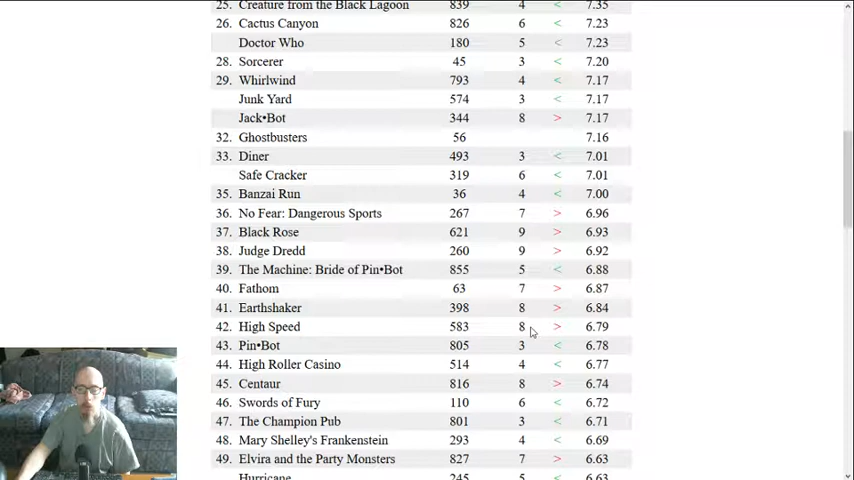 25. Creature from the Black Lagoon 839 4 < 7.35
26. Cactus Canyon 826 6 < 7.23
Doctor Who 180 5 < 7.23
28. Sorcerer 45 3 < 7.20
29. Whirlwind 793 4 < 7.17
Junk Yard 574 3 < 7.17
Jack•Bot 344 8 > 7.17
32. Ghostbusters 56 7.16
33. Diner 493 3 < 7.01
Safe Cracker 319 6 < 7.01
35. Banzai Run 36 4 < 7.00
36. No Fear: Dangerous Sports 267 7 > 6.96
37. Black Rose 621 9 > 6.93
38. Judge Dredd 260 9 > 6.92
39. The Machine: Bride of Pin•Bot 855 5 < 6.88
40. Fathom 63 7 > 6.87
41. Earthshaker 398 8 > 6.84
42. High Speed 583 8 > 6.79
43. Pin•Bot 805 3 < 6.78
44. High Roller Casino 514 4 < 6.77
45. Centaur 816 8 > 6.74
46. Swords of Fury 110 6 < 6.72
47. The Champion Pub 801 3 < 6.71
48. Mary Shelley's Frankenstein 293 4 < 6.69
49. Elvira and the Party Monsters 827 7 > 6.63
Hurricane 245 5 < 6.63